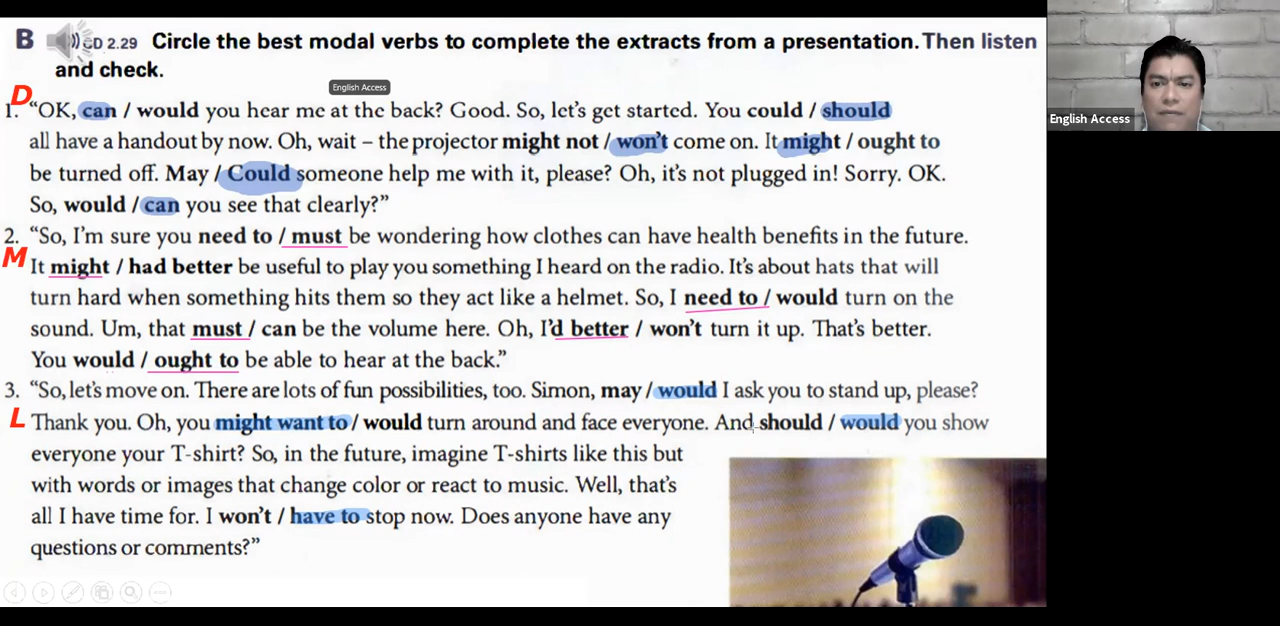 B CD 2.29 Circle the best modal verbs to complete the extracts from a presentation. Then listen
and check.
English Access
D
1. “OK, can / would you hear me at the back? Good. So, let’s get started. You could / should
all have a handout by now. Oh, wait – the projector might not / won’t come on. It might / ought to
be turned off. May / Could someone help me with it, please? Oh, it’s not plugged in! Sorry. OK.
So, would / can you see that clearly?”
2. “So, I’m sure you need to / must be wondering how clothes can have health benefits in the future.
M
It might / had better be useful to play you something I heard on the radio. It’s about hats that will
turn hard when something hits them so they act like a helmet. So, I need to / would turn on the
sound. Um, that must / can be the volume here. Oh, I’d better / won’t turn it up. That’s better.
You would / ought to be able to hear at the back.”
3. “So, let’s move on. There are lots of fun possibilities, too. Simon, may / would I ask you to stand up, please?
L
Thank you. Oh, you might want to / would turn around and face everyone. And should / would you show
everyone your T-shirt? So, in the future, imagine T-shirts like this but
with words or images that change color or react to music. Well, that’s
all I have time for. I won’t / have to stop now. Does anyone have any
questions or comments?”
English Access